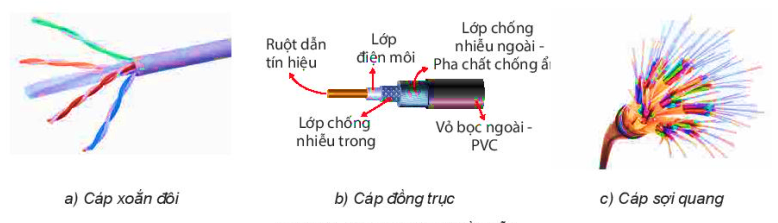 Ruột dẫn
tín hiệu
Lớp
điện môi
Lớp chống
nhiễu ngoài -
Pha chất chống ẩ
Lớp chống
nhiễu trong
Vỏ bọc ngoài -
PVC
a) Cáp xoắn đôi
b) Cáp đồng trục
c) Cáp sợi quang